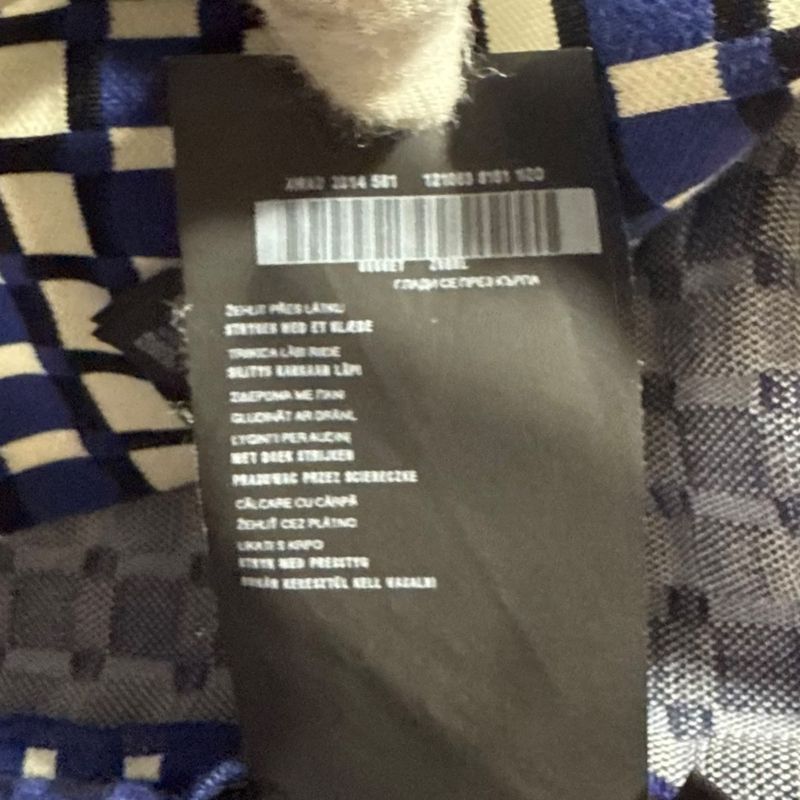 ГЛАДИ СЕ ПРЕЗ КЪРПА
ŽEHLIT PŘES LÁTKU
STRYGES MED ET KLÆDE
TRIIKIDA LÄBI RIIDE
SILITYS KANKAAN LÄPI
ΣΙΔΕΡΩΜΑ ΜΕ ΠΑΝΙ
GLUDINĀT AR DRĀNU
LYGINTI PER AUDINĮ
MET DOEK STRIJKEN
PRASOWAĆ PRZEZ ŚCIERECZKĘ
CĂLCARE CU CÂRPĂ
ŽEHLIŤ CEZ PLÁTNO
LIKATI S KRPO
STRYK MED PRESSTYG
RUHÁN KERESZTÜL KELL VASALNI